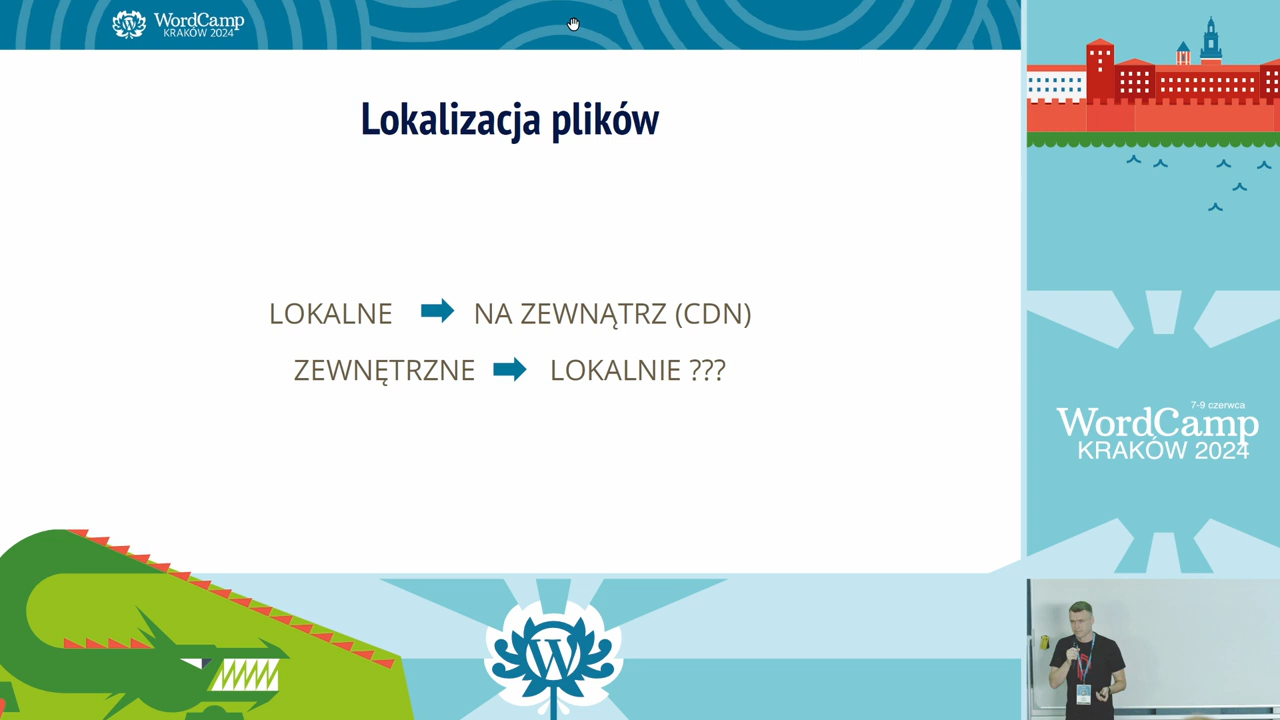 WordCamp
KRAKÓW 2024
Lokalizacja plików
LOKALNE NA ZEWNĄTRZ (CDN)
ZEWNĘTRZNE LOKALNIE ???
7-9 czerwca
WordCamp
KRAKÓW 2024
W